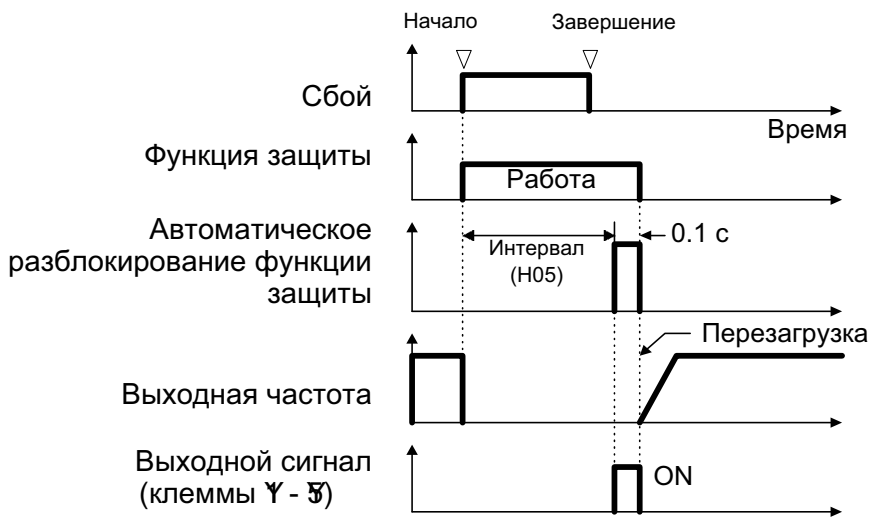 Начало
Завершение
Сбой
Время
Функция защиты
Работа
Автоматическое
разблокирование функции
защиты
Интервал
(H05)
0.1 с
Перезагрузка
Выходная частота
Выходной сигнал
(клеммы - )
ON